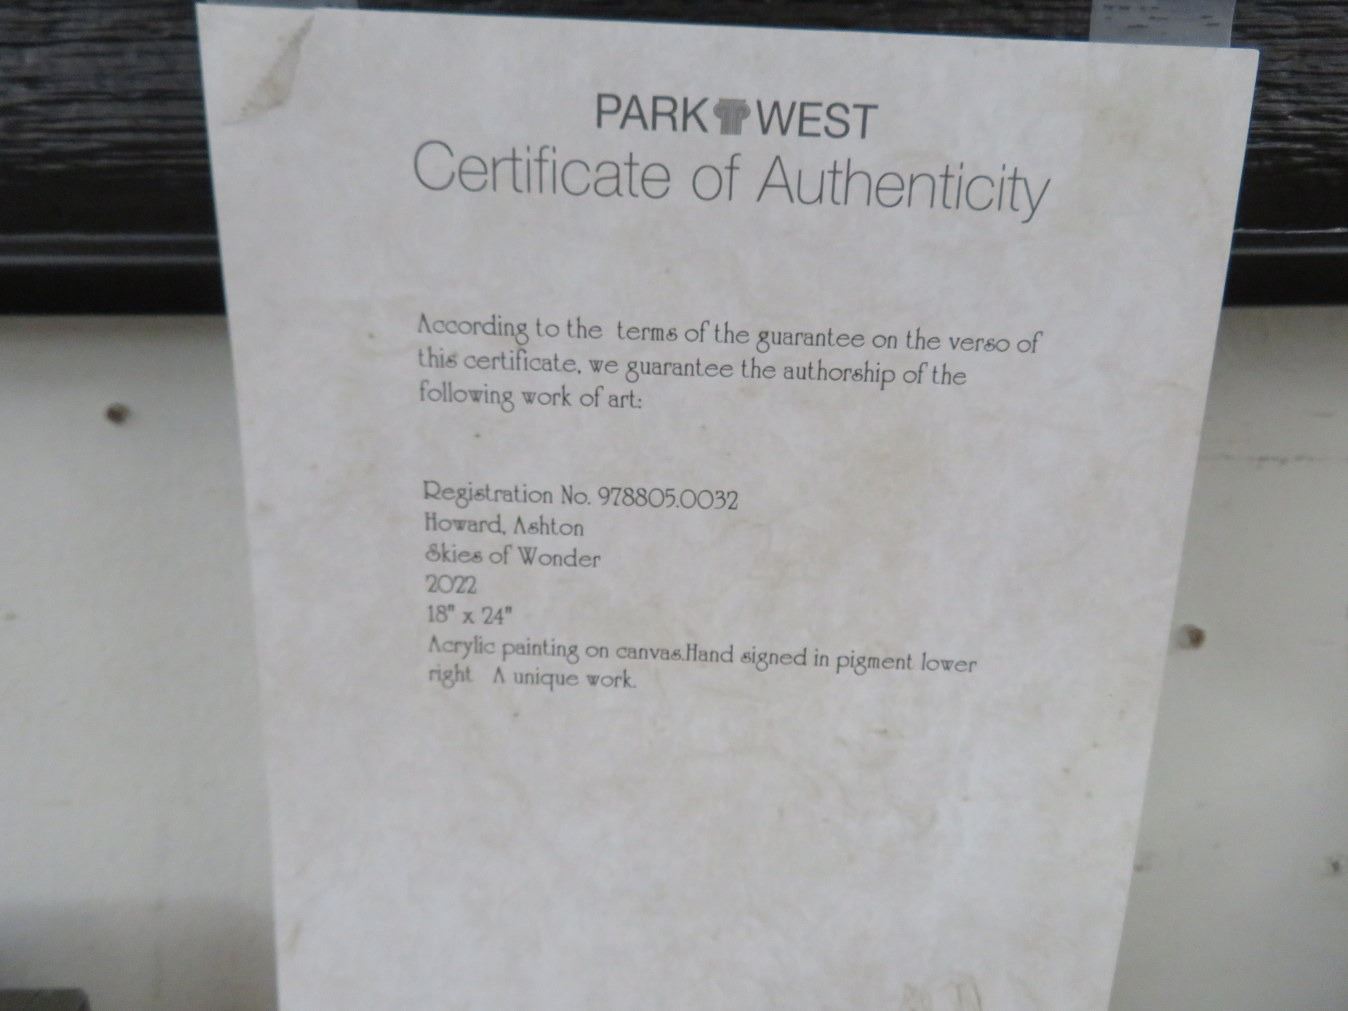 PARK WEST
Certificate of Authenticity
According to the terms of the guarantee on the verso of
this certificate, we guarantee the authorship of the
following work of art:
Registration No. 978805.0032
Howard, Ashton
Skies of Wonder
2022
18" x 24"
Acrylic painting on canvas.Hand signed in pigment lower
right A unique work.